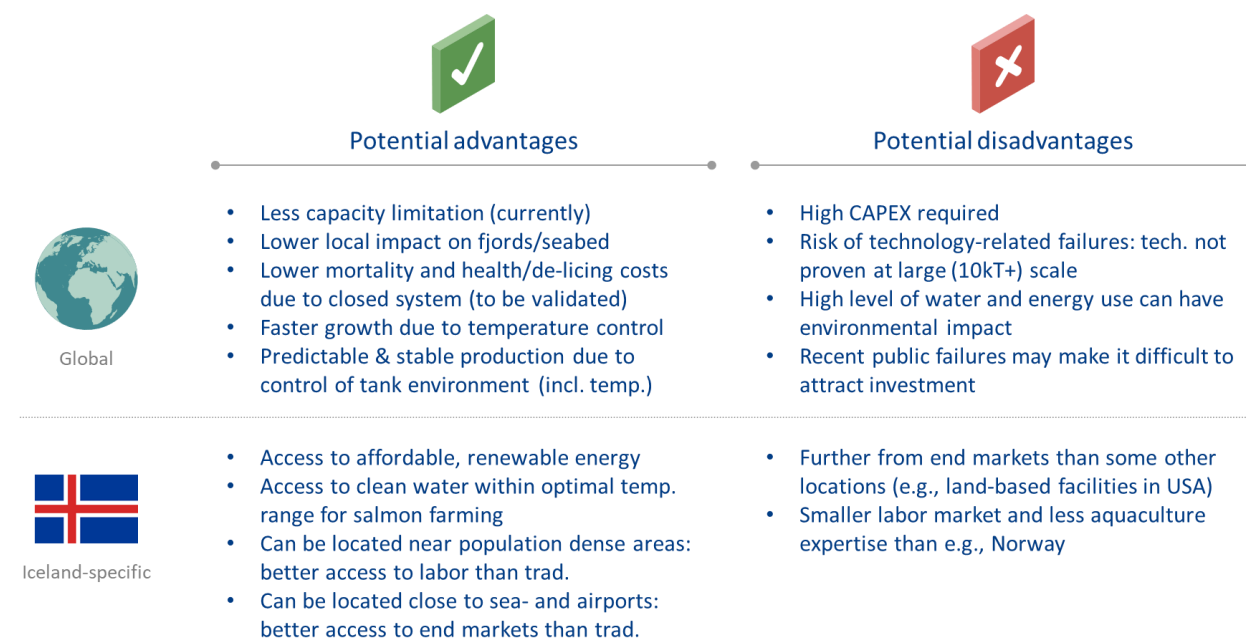 Potential advantages
Potential disadvantages
Global
• Less capacity limitation (currently)
• Lower local impact on fjords/seabed
• Lower mortality and health/de-licing costs
due to closed system (to be validated)
• Faster growth due to temperature control
• Predictable & stable production due to
control of tank environment (incl. temp.)
• High CAPEX required
• Risk of technology-related failures: tech. not
proven at large (10kT+) scale
• High level of water and energy use can have
environmental impact
• Recent public failures may make it difficult to
attract investment
Iceland-specific
• Access to affordable, renewable energy
• Access to clean water within optimal temp.
range for salmon farming
• Can be located near population dense areas:
better access to labor than trad.
• Can be located close to sea- and airports:
better access to end markets than trad.
• Further from end markets than some other
locations (e.g., land-based facilities in USA)
• Smaller labor market and less aquaculture
expertise than e.g., Norway